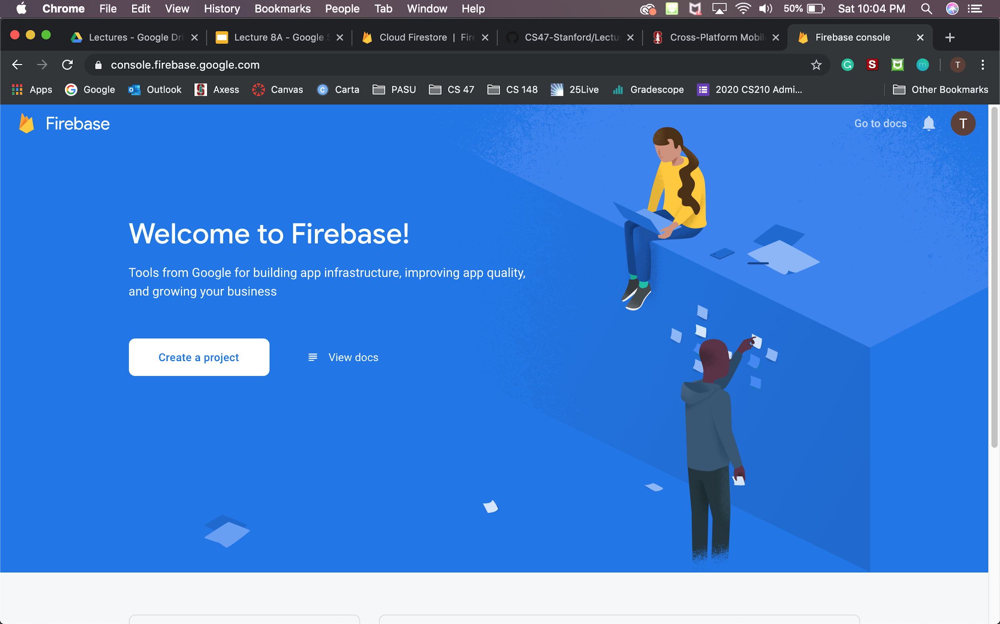 Chrome File Edit View History Bookmarks People Tab Window Help 50% Sat 10:04 PM
Lectures - Google Dri Lecture 8A - Google S Cloud Firestore | Fire CS47-Stanford/Lectu Cross-Platform Mobil Firebase console
console.firebase.google.com G S m T
Apps Google Outlook Axess Canvas Carta PASU CS 47 CS 148 25Live Gradescope 2020 CS210 Admi... Other Bookmarks
Firebase Go to docs T
Welcome to Firebase!
Tools from Google for building app infrastructure, improving app quality,
and growing your business
Create a project View docs